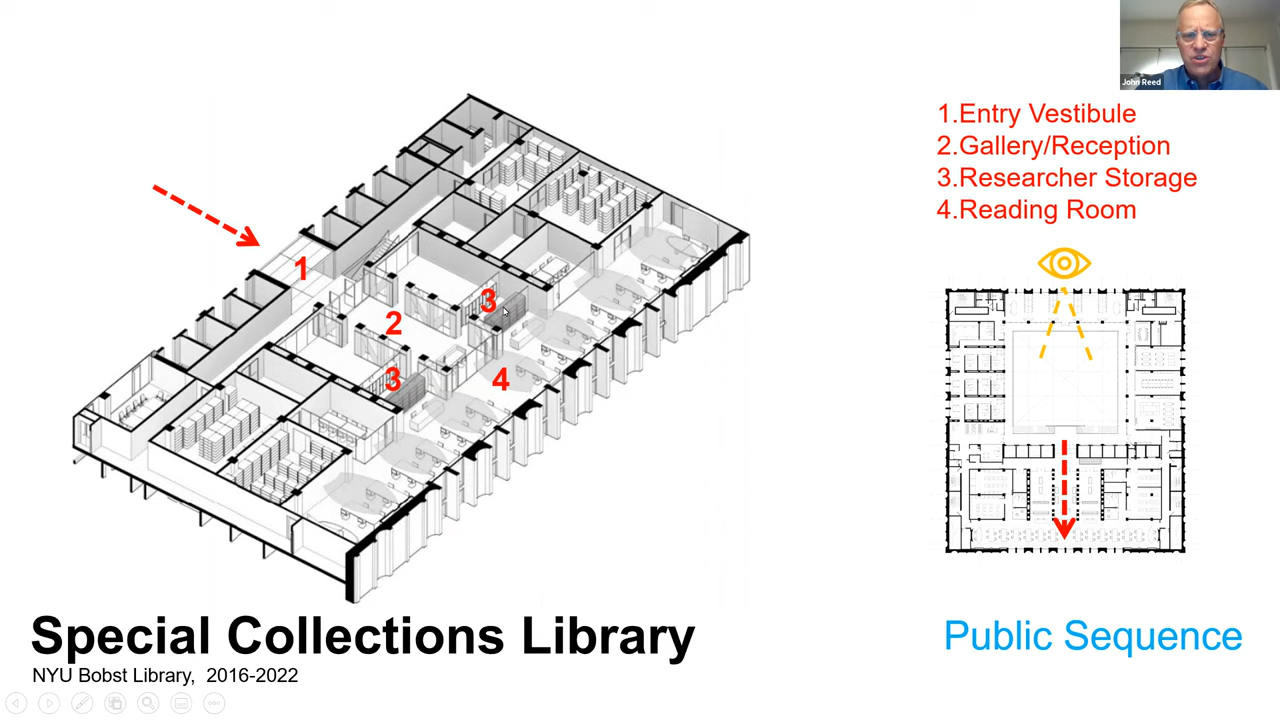 John Reed
1.Entry Vestibule
2.Gallery/Reception
3.Researcher Storage
4.Reading Room
1
2
3
3
4
Special Collections Library
NYU Bobst Library, 2016-2022
Public Sequence